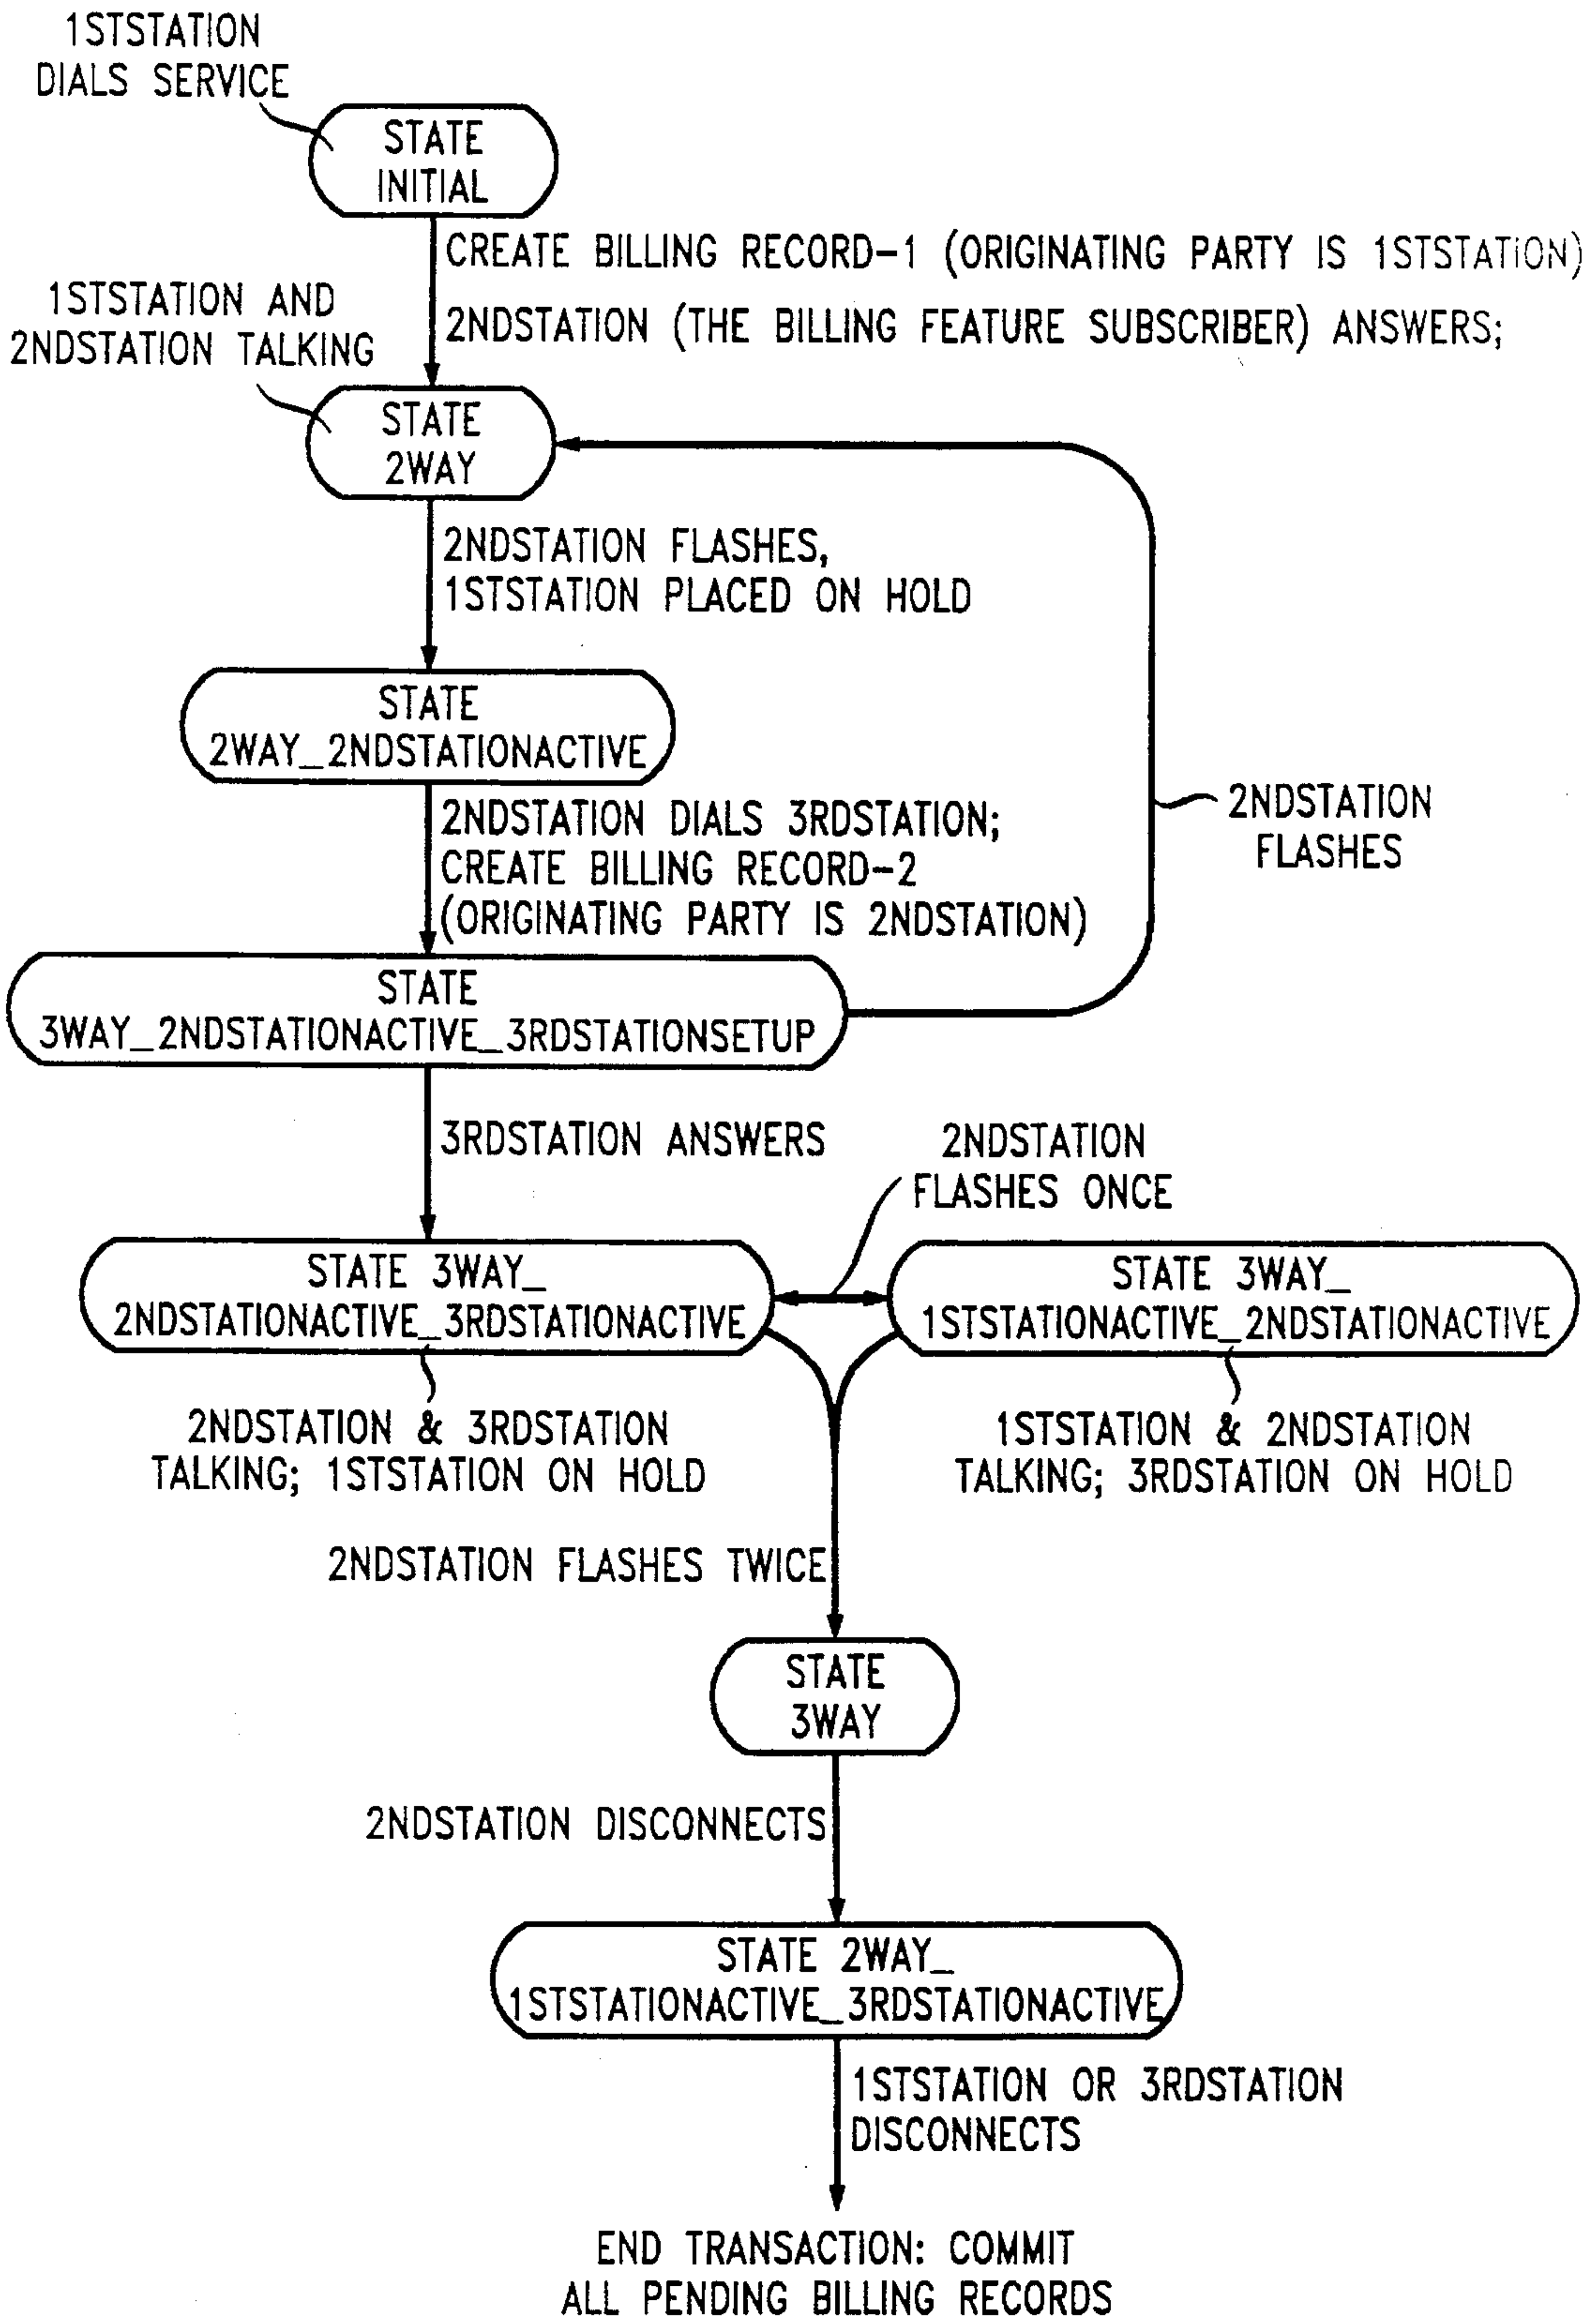 1STSTATION
DIALS SERVICE
STATE
INITIAL
CREATE BILLING RECORD-1 (ORIGINATING PARTY IS 1STSTATION)
2NDSTATION (THE BILLING FEATURE SUBSCRIBER) ANSWERS;
1STSTATION AND
2NDSTATION TALKING
STATE
2WAY
2NDSTATION FLASHES,
1STSTATION PLACED ON HOLD
STATE
2WAY_2NDSTATIONACTIVE
2NDSTATION DIALS 3RDSTATION;
CREATE BILLING RECORD-2
(ORIGINATING PARTY IS 2NDSTATION)
2NDSTATION
FLASHES
STATE
3WAY_2NDSTATIONACTIVE_3RDSTATIONSETUP
3RDSTATION ANSWERS
2NDSTATION
FLASHES ONCE
STATE 3WAY_
2NDSTATIONACTIVE_3RDSTATIONACTIVE
STATE 3WAY_
1STSTATIONACTIVE_2NDSTATIONACTIVE
2NDSTATION & 3RDSTATION
TALKING; 1STSTATION ON HOLD
1STSTATION & 2NDSTATION
TALKING; 3RDSTATION ON HOLD
2NDSTATION FLASHES TWICE
STATE
3WAY
2NDSTATION DISCONNECTS
STATE 2WAY_
1STSTATIONACTIVE_3RDSTATIONACTIVE
1STSTATION OR 3RDSTATION
DISCONNECTS
END TRANSACTION: COMMIT
ALL PENDING BILLING RECORDS